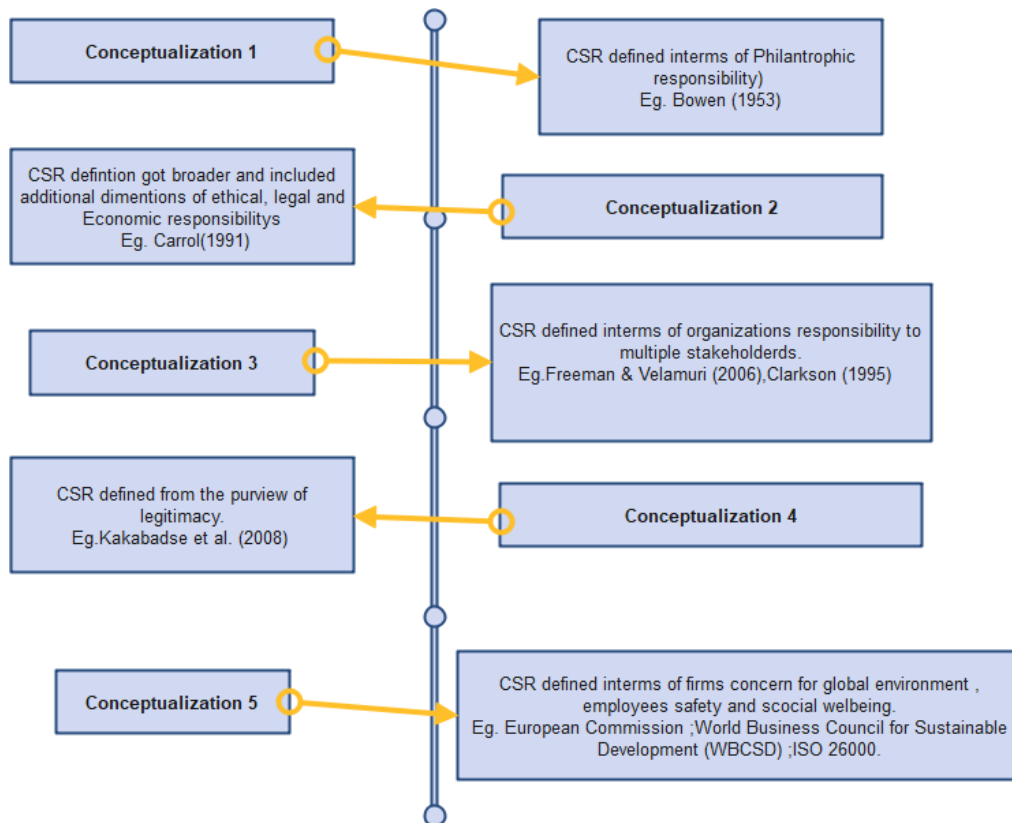 Conceptualization 1
CSR defined interms of Philantrophic
responsibility)
Eg. Bowen (1953)
CSR defintion got broader and included
additional dimentions of ethical, legal and
Economic responsibilitys
Eg. Carrol(1991)
Conceptualization 2
Conceptualization 3
CSR defined interms of organizations responsibility to
multiple stakeholderds.
Eg.Freeman & Velamuri (2006),Clarkson (1995)
CSR defined from the purview of
legitimacy.
Eg.Kakabadse et al. (2008)
Conceptualization 4
Conceptualization 5
CSR defined interms of firms concern for global environment ,
employees safety and scocial welbeing.
Eg. European Commission ;World Business Council for Sustainable
Development (WBCSD) ;ISO 26000.